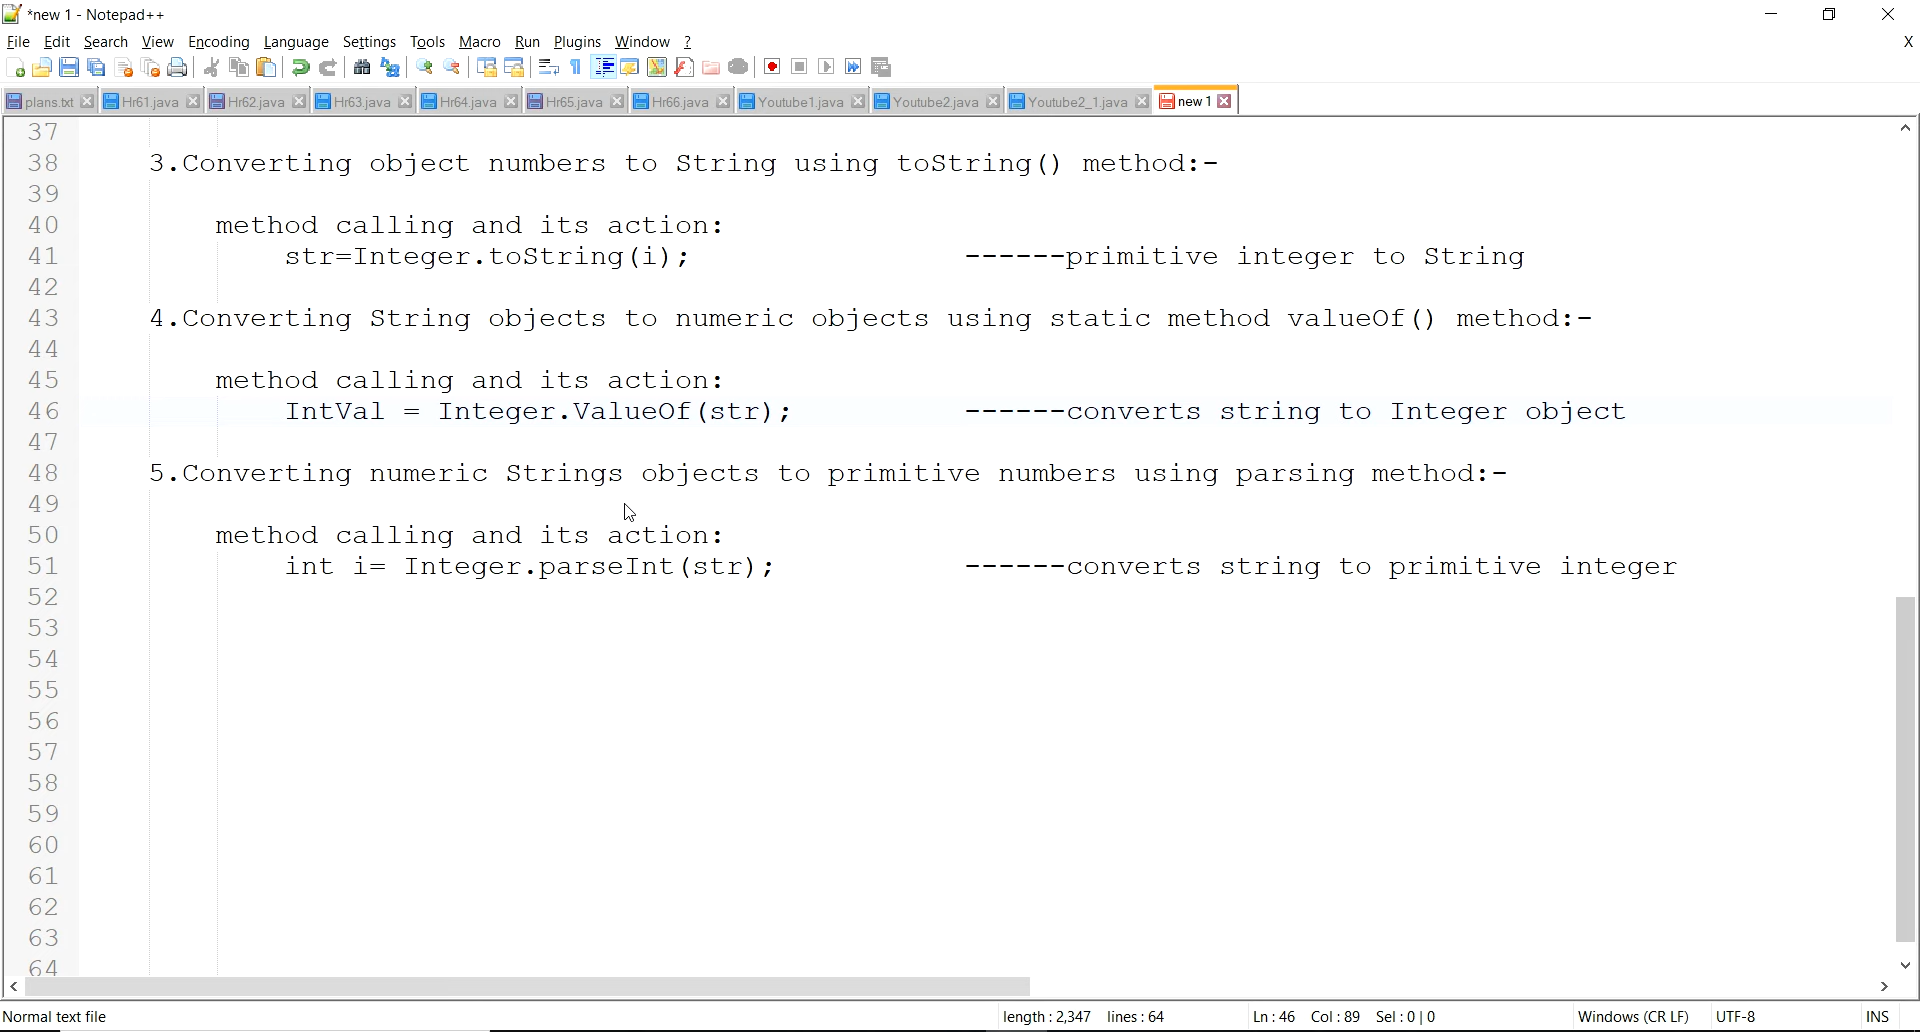 *new 1 - Notepad++
File Edit Search View Encoding Language Settings Tools Macro Run Plugins Window ? X
plans.txt Hr61.java Hr62.java Hr63.java Hr64.java Hr65.java Hr66.java Youtube1.java Youtube2.java Youtube2_1.java new 1
37
38 3.Converting object numbers to String using toString() method:-
39
40 method calling and its action:
41 str=Integer.toString(i); ------primitive integer to String
42
43 4.Converting String objects to numeric objects using static method valueOf() method:-
44
45 method calling and its action:
46 IntVal = Integer.ValueOf(str); ------converts string to Integer object
47
48 5.Converting numeric Strings objects to primitive numbers using parsing method:-
49
50 method calling and its action:
51 int i= Integer.parseInt(str); ------converts string to primitive integer
52
53
54
55
56
57
58
59
60
61
62
63
64
Normal text file length : 2,347 lines : 64 Ln : 46 Col : 89 Sel : 0 | 0 Windows (CR LF) UTF-8 INS